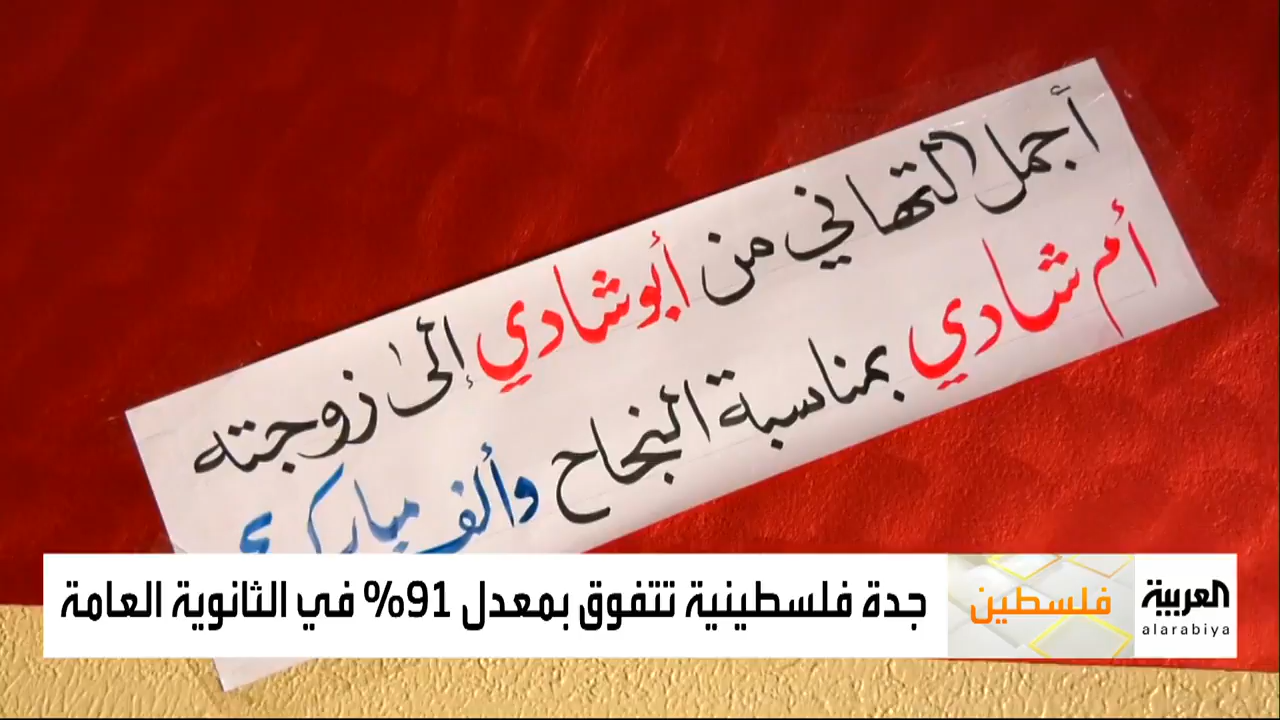 أجمل التهاني من أبو شادي إلى زوجته
أم شادي بمناسبة النجاح وألف مبارك
جدة فلسطينية تتفوق بمعدل 91% في الثانوية العامة
فلسطين
العربية
alarabiya